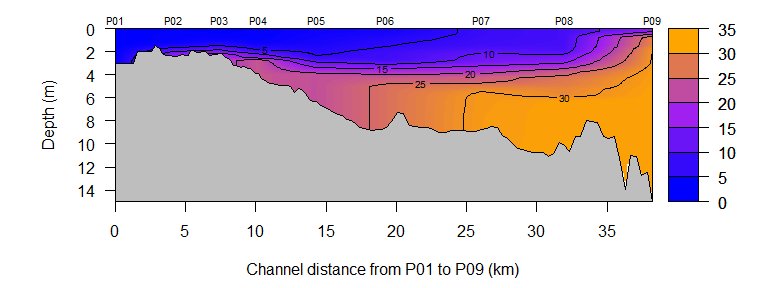 P01 P02 P03 P04 P05 P06 P07 P08 P09
0 2 4 6 8 10 12 14
Depth (m)
5 10 15 20 25 30
35 30 25 20 15 10 5 0
0 5 10 15 20 25 30 35
Channel distance from P01 to P09 (km)